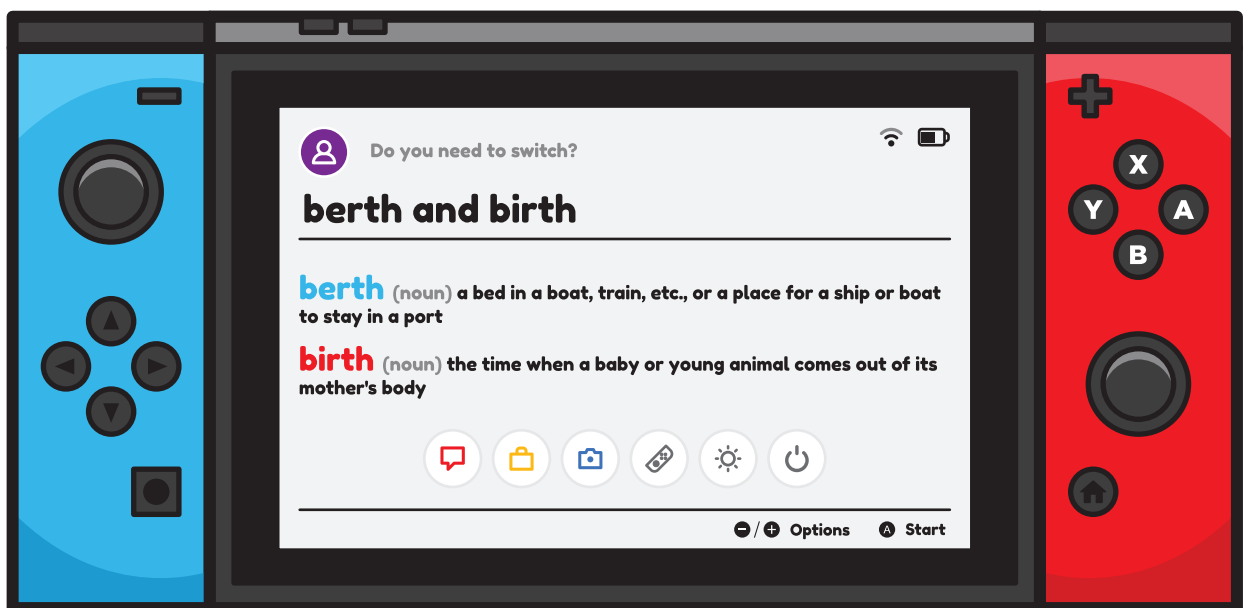 Do you need to switch?
berth and birth
berth (noun) a bed in a boat, train, etc., or a place for a ship or boat
to stay in a port
birth (noun) the time when a baby or young animal comes out of its
mother's body
X
Y A
B
/ Options A Start